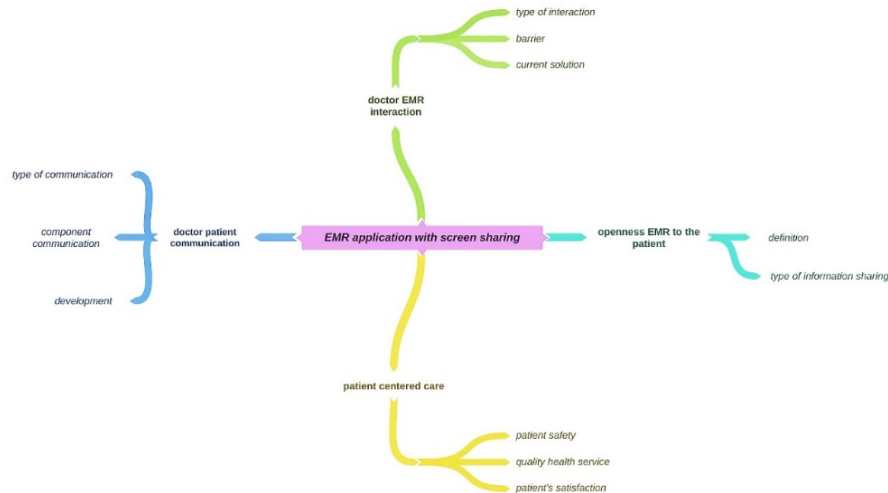 type of interaction
barrier
current solution
doctor EMR
interaction
type of communication
component
communication
development
doctor patient
communication
EMR application with screen sharing
openness EMR to the
patient
definition
type of information sharing
patient centered care
patient safety
quality health service
patient's satisfaction